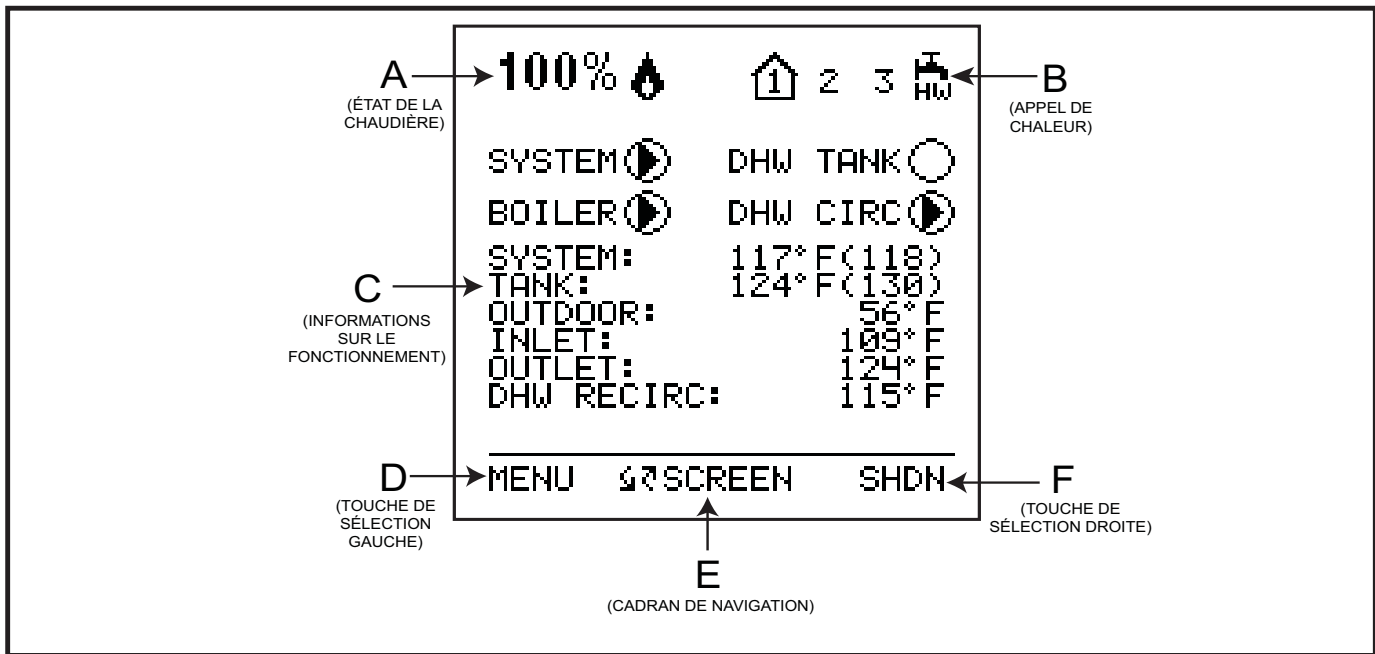 A
(ÉTAT DE LA
CHAUDIÈRE)
100%
1 2 3 HW
B
(APPEL DE
CHALEUR)
SYSTEM DHW TANK
BOILER DHW CIRC
C
(INFORMATIONS
SUR LE
FONCTIONNEMENT)
SYSTEM: 117°F(118)
TANK: 124°F(130)
OUTDOOR: 56°F
INLET: 109°F
OUTLET: 124°F
DHW RECIRC: 115°F
D
(TOUCHE DE
SÉLECTION
GAUCHE)
MENU SCREEN SHDN
F
(TOUCHE DE
SÉLECTION DROITE)
E
(CADRAN DE NAVIGATION)